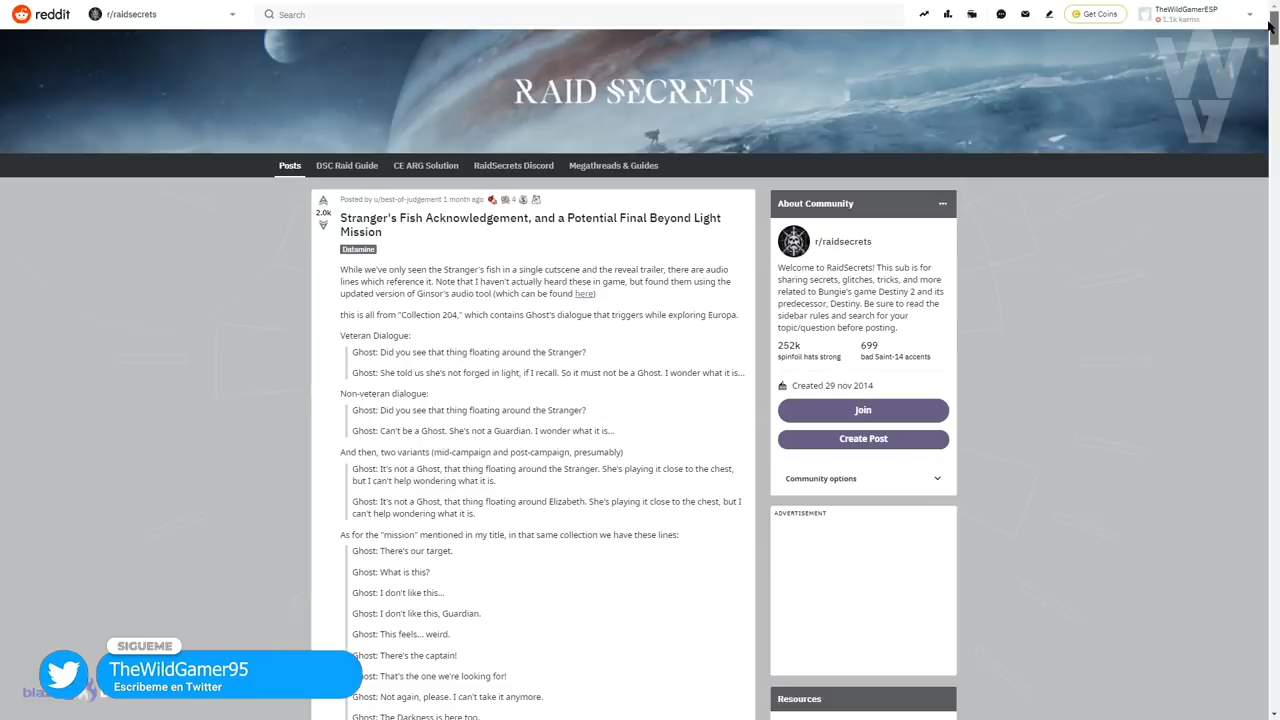 reddit
r/raidsecrets
Search
Get Coins
TheWildGamerESP
1.1k karma
RAID SECRETS
WG
Posts
DSC Raid Guide
CE ARG Solution
RaidSecrets Discord
Megathreads & Guides
2.0k
Posted by u/best-of-judgement 1 month ago
4
Stranger's Fish Acknowledgement, and a Potential Final Beyond Light
Mission
Datamine
While we've only seen the Stranger's fish in a single cutscene and the reveal trailer, there are audio
lines which reference it. Note that I haven't actually heard these in game, but found them using the
updated version of Ginsor's audio tool (which can be found here)
this is all from "Collection 204," which contains Ghost's dialogue that triggers while exploring Europa.
Veteran Dialogue:
Ghost: Did you see that thing floating around the Stranger?
Ghost: She told us she's not forged in light, if I recall. So it must not be a Ghost. I wonder what it is...
Non-veteran dialogue:
Ghost: Did you see that thing floating around the Stranger?
Ghost: Can't be a Ghost. She's not a Guardian. I wonder what it is...
And then, two variants (mid-campaign and post-campaign, presumably)
Ghost: It's not a Ghost, that thing floating around the Stranger. She's playing it close to the chest,
but I can't help wondering what it is.
Ghost: It's not a Ghost, that thing floating around Elizabeth. She's playing it close to the chest, but I
can't help wondering what it is.
As for the "mission" mentioned in my title, in that same collection we have these lines:
Ghost: There's our target.
Ghost: What is this?
Ghost: I don't like this...
Ghost: I don't like this, Guardian.
Ghost: This feels... weird.
Ghost: There's the captain!
Ghost: That's the one we're looking for!
Ghost: Not again, please. I can't take it anymore.
Ghost: The Darkness is here too.
About Community
r/raidsecrets
Welcome to RaidSecrets! This sub is for
sharing secrets, glitches, tricks, and more
related to Bungie's game Destiny 2 and its
predecessor, Destiny. Be sure to read the
sidebar rules and search for your
topic/question before posting.
252k
699
spinfoil hats strong
bad Saint-14 accents
Created 29 nov 2014
Join
Create Post
Community options
ADVERTISEMENT
Resources
SIGUEME
TheWildGamer95
Escribeme en Twitter